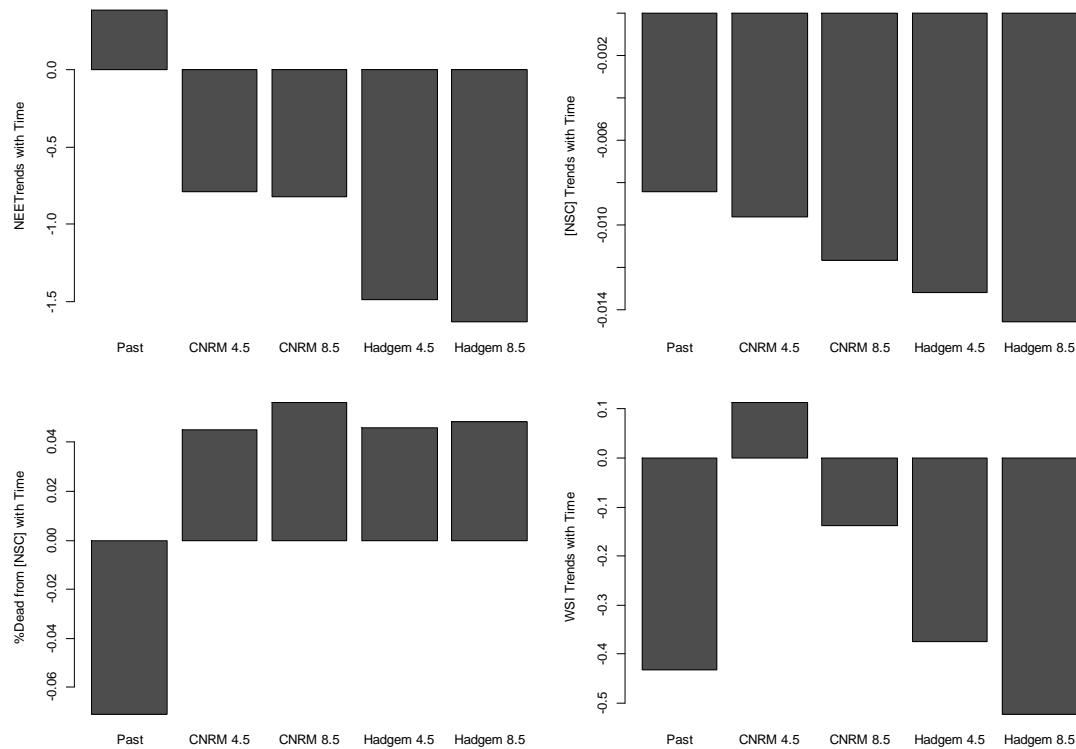 NEETrends with Time
0.0
-0.5
-1.0
-1.5
Past CNRM 4.5 CNRM 8.5 Hadgem 4.5 Hadgem 8.5
[NSC] Trends with Time
-0.002
-0.006
-0.010
-0.014
Past CNRM 4.5 CNRM 8.5 Hadgem 4.5 Hadgem 8.5
%Dead from [NSC] with Time
0.04
0.02
0.00
-0.02
-0.04
-0.06
Past CNRM 4.5 CNRM 8.5 Hadgem 4.5 Hadgem 8.5
WSI Trends with Time
0.1
0.0
-0.1
-0.2
-0.3
-0.4
-0.5
Past CNRM 4.5 CNRM 8.5 Hadgem 4.5 Hadgem 8.5